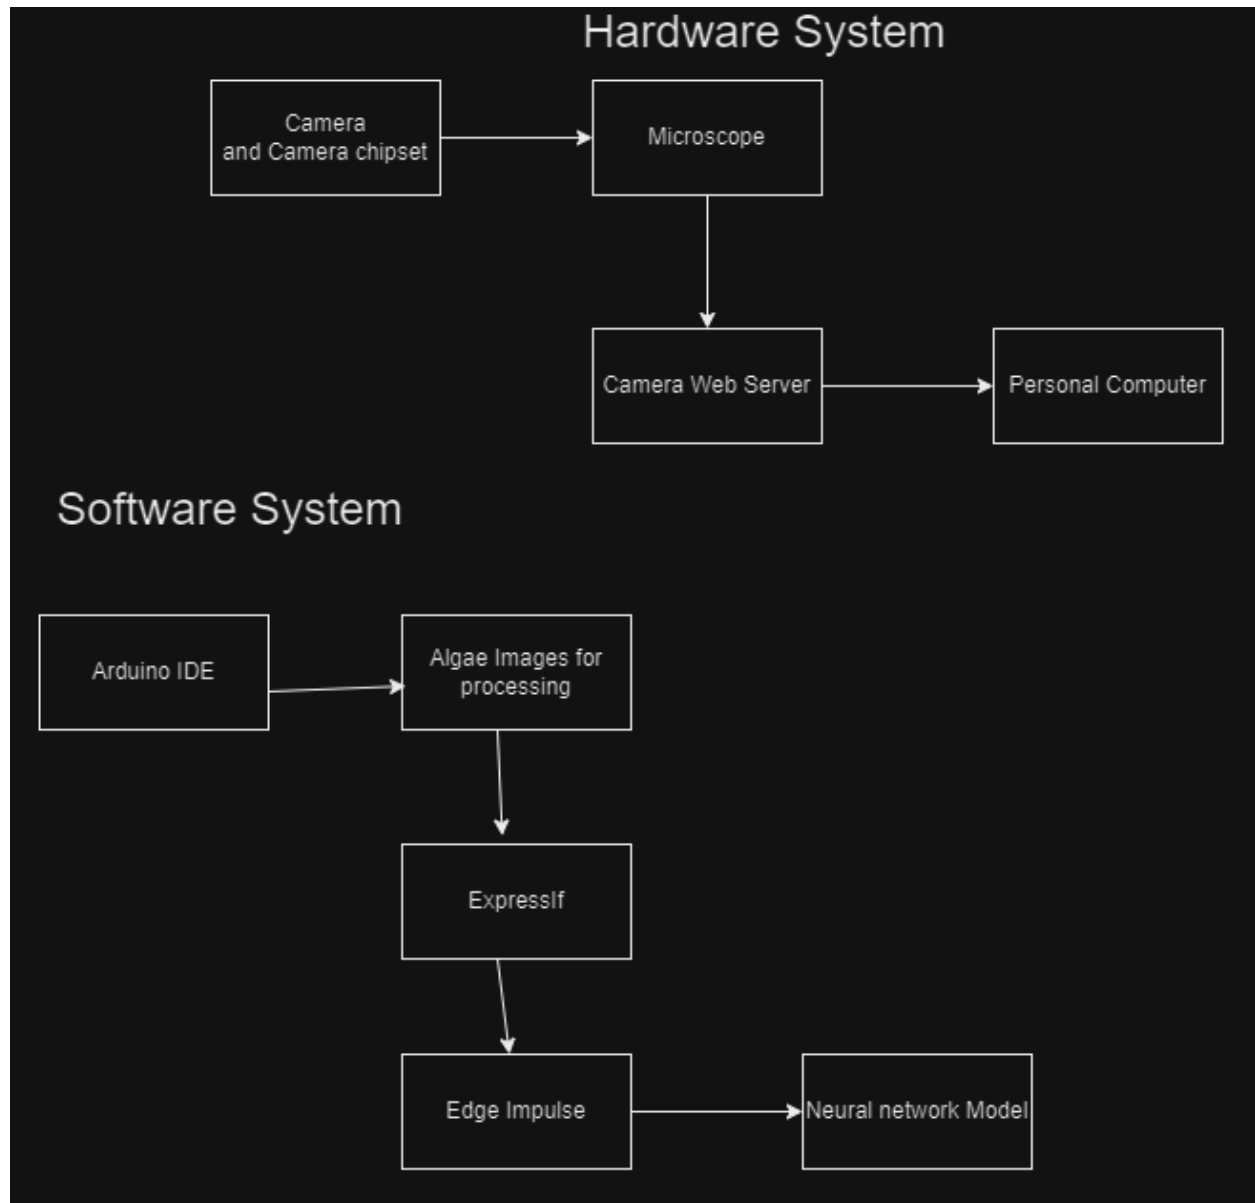 Hardware System
Camera
and Camera chipset
Microscope
Camera Web Server
Personal Computer
Software System
Arduino IDE
Algae Images for
processing
ExpressIf
Edge Impulse
Neural network Model